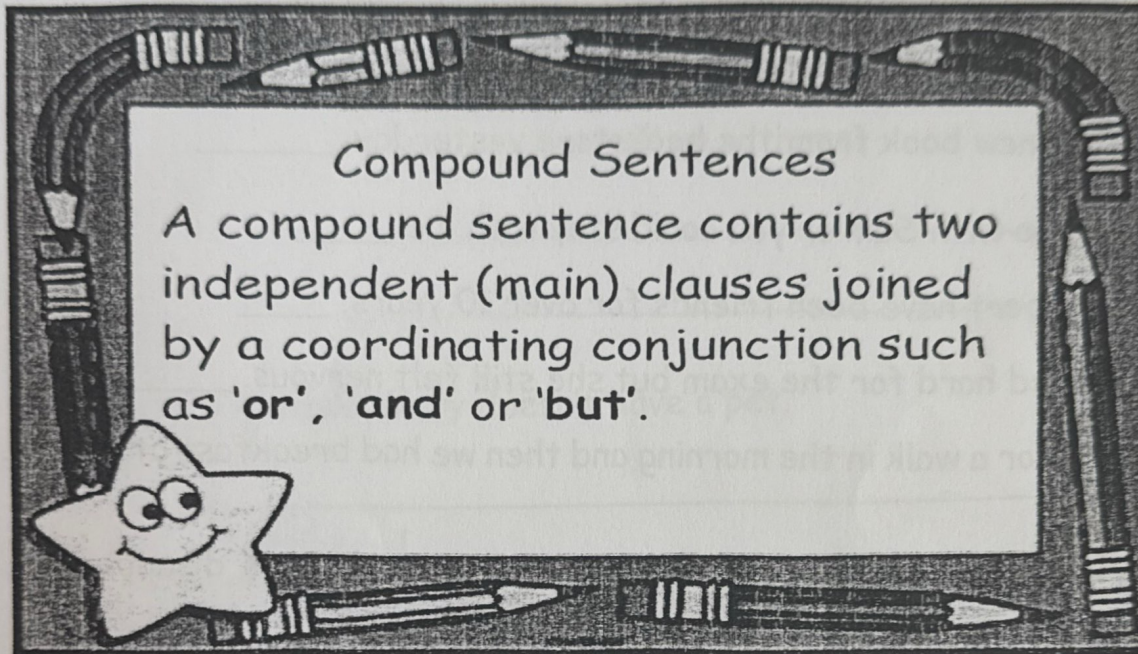 Compound Sentences
A compound sentence contains two
independent (main) clauses joined
by a coordinating conjunction such
as 'or', 'and' or 'but'.